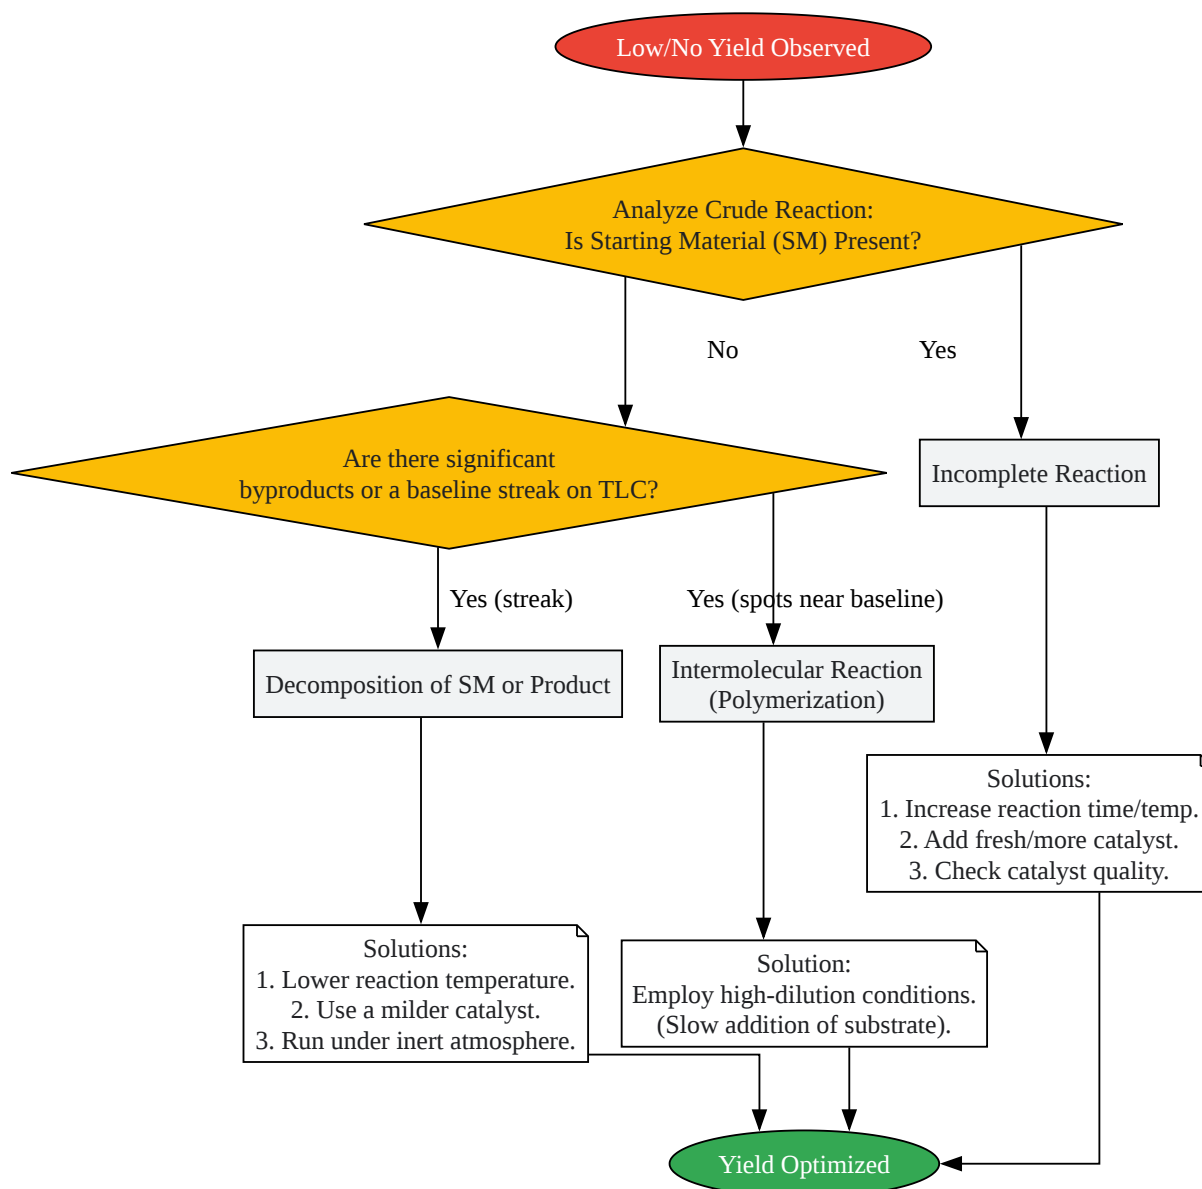 Low/No Yield Observed
Analyze Crude Reaction:
Is Starting Material (SM) Present?
No
Yes
Are there significant
byproducts or a baseline streak on TLC?
Incomplete Reaction
Yes (streak)
Yes (spots near baseline)
Decomposition of SM or Product
Intermolecular Reaction
(Polymerization)
Solutions:
1. Increase reaction time/temp.
2. Add fresh/more catalyst.
3. Check catalyst quality.
Solutions:
1. Lower reaction temperature.
2. Use a milder catalyst.
3. Run under inert atmosphere.
Solution:
Employ high-dilution conditions.
(Slow addition of substrate).
Yield Optimized